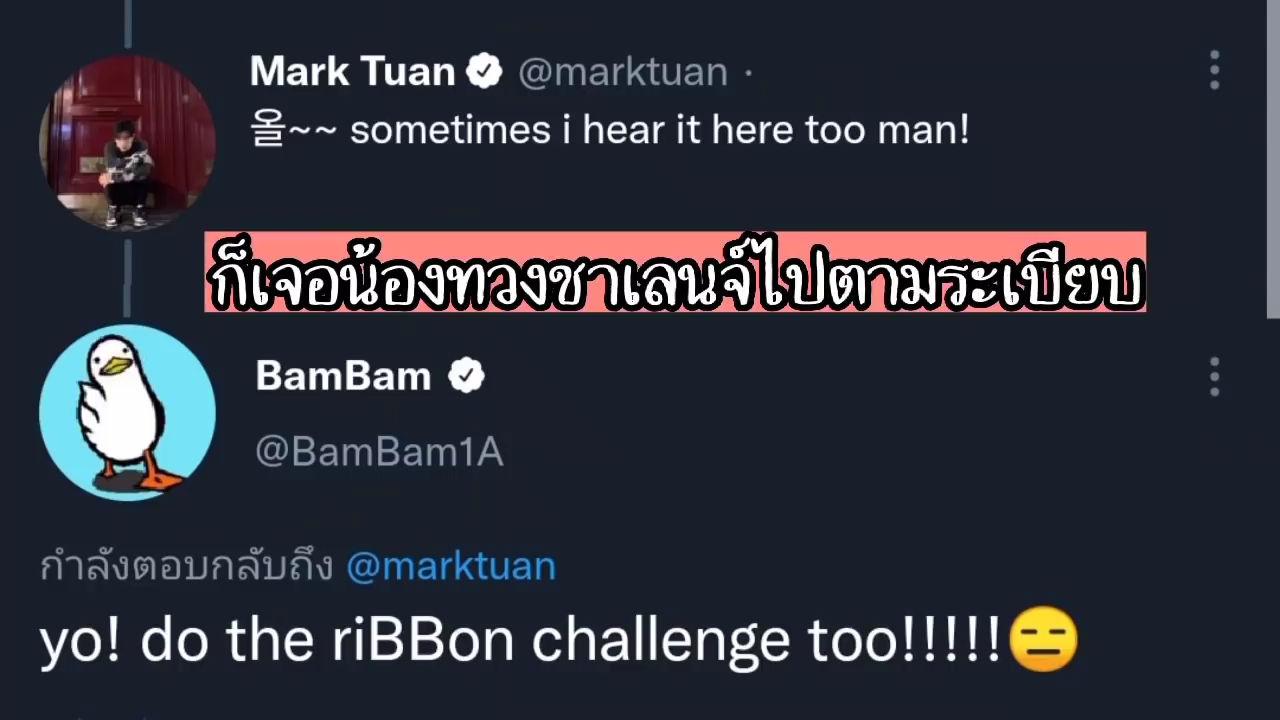 Mark Tuan @marktuan ·
올~~ sometimes i hear it here too man!
ก็เจอน้องทวงชาเลนจ์ไปตามระเบียบ
BamBam
@BamBam1A
กำลังตอบกลับถึง @marktuan
yo! do the riBBon challenge too!!!!!😑